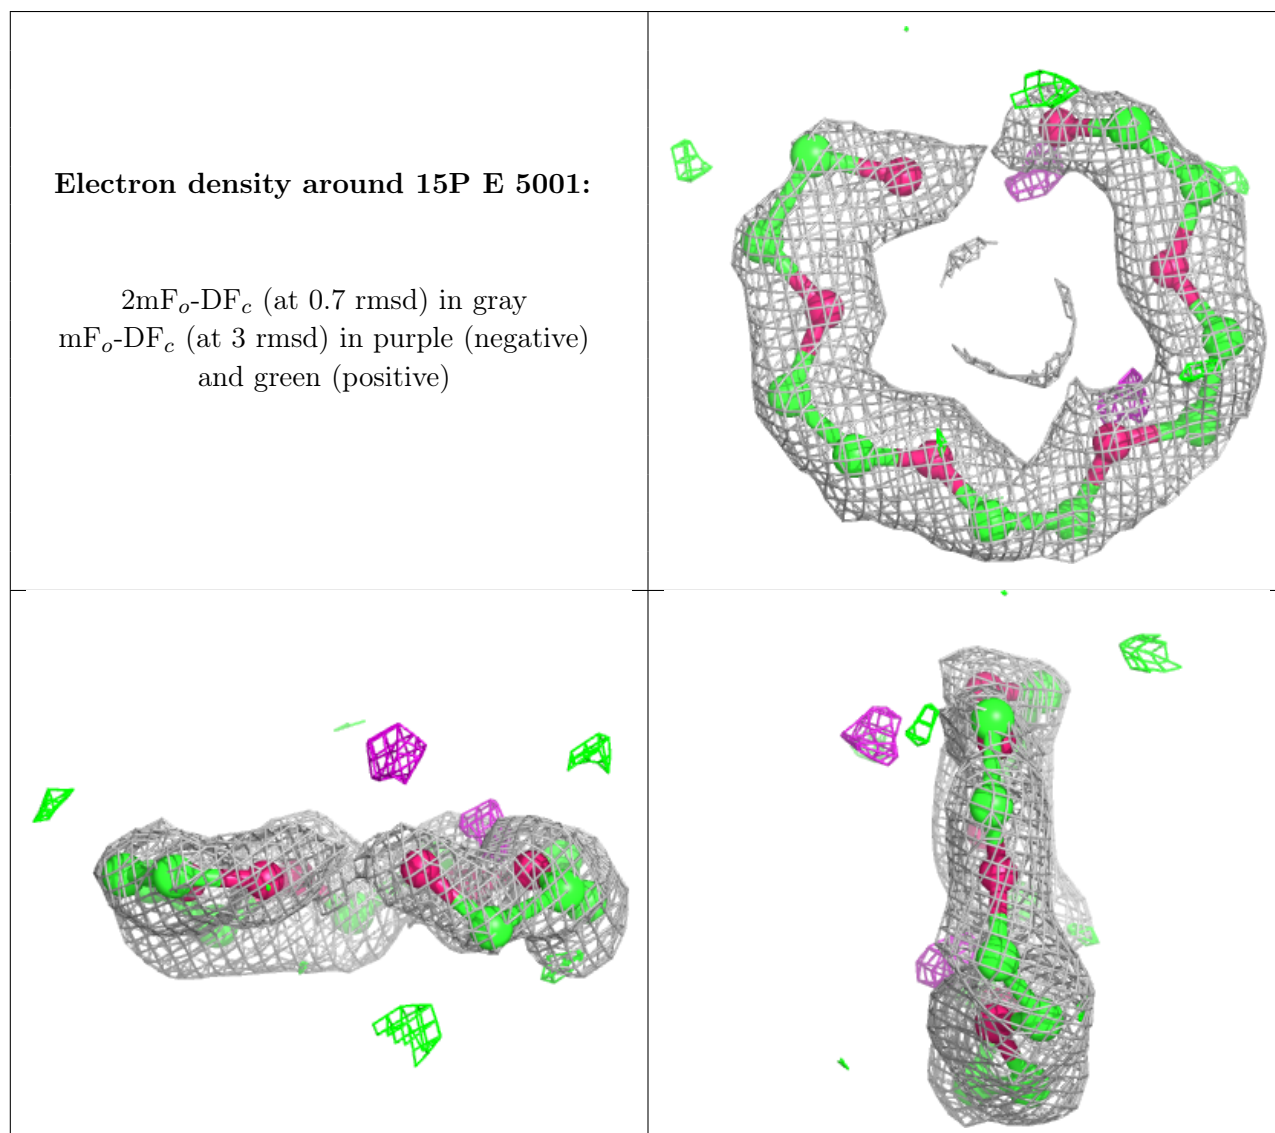 Electron density around 15P E 5001:
2mFo-DFc (at 0.7 rmsd) in gray
mFo-DFc (at 3 rmsd) in purple (negative)
and green (positive)